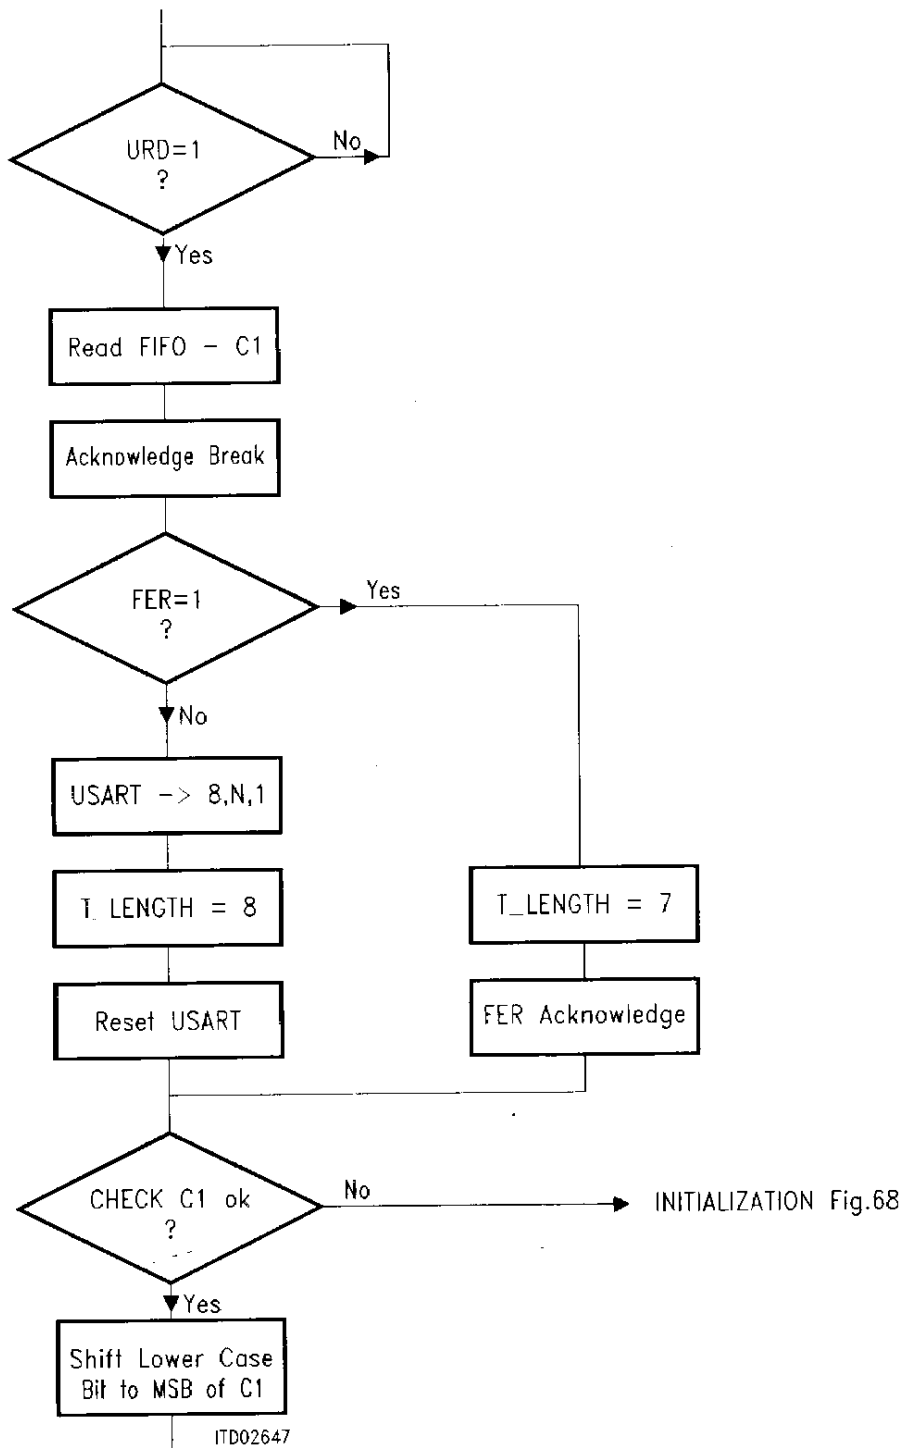 URD=1
?
No
Yes
Read FIFO - C1
Acknowledge Break
FER=1
?
Yes
No
USART -> 8,N,1
T_LENGTH = 8
T_LENGTH = 7
Reset USART
FER Acknowledge
CHECK C1 ok
?
No
INITIALIZATION Fig.68
Yes
Shift Lower Case
Bit to MSB of C1
ITD02647